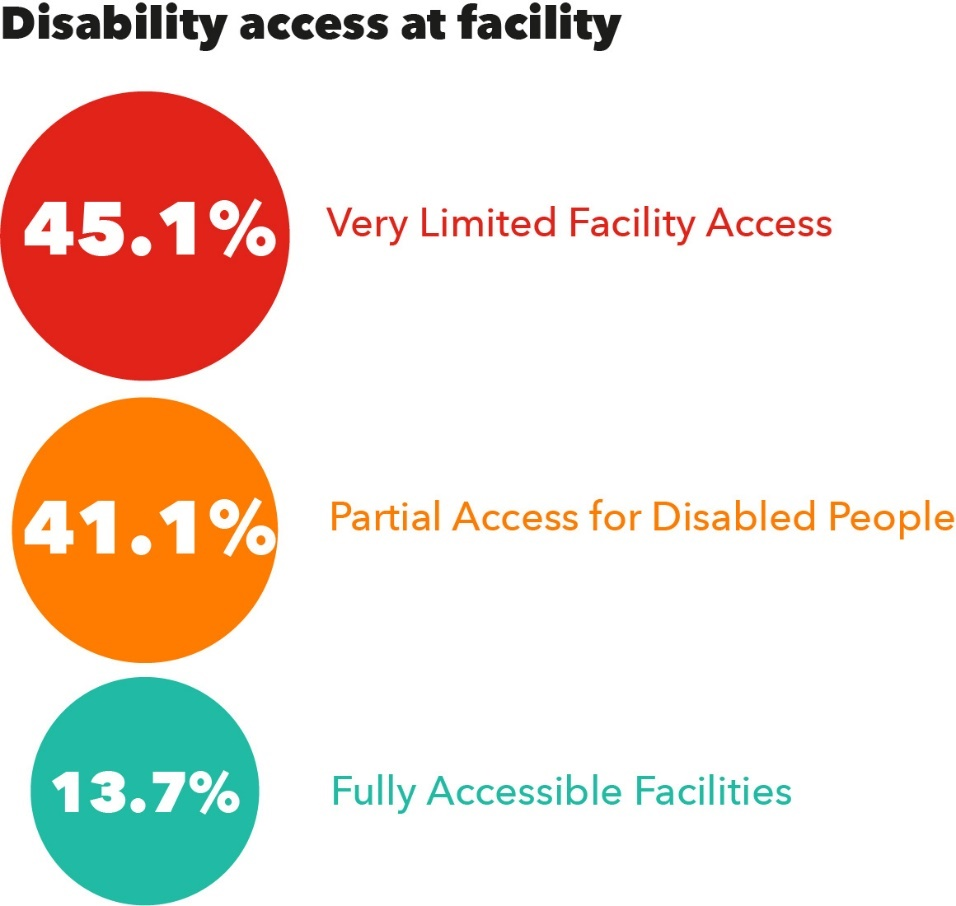 Disability access at facility
45.1%
Very Limited Facility Access
41.1%
Partial Access for Disabled People
13.7%
Fully Accessible Facilities